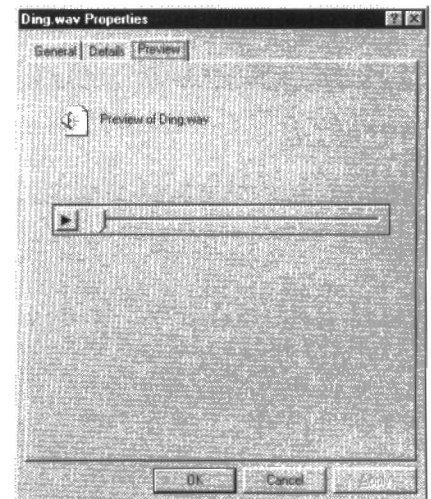 Ding.wav Properties
General Details Preview
Preview of Ding.wav
OK Cancel Apply